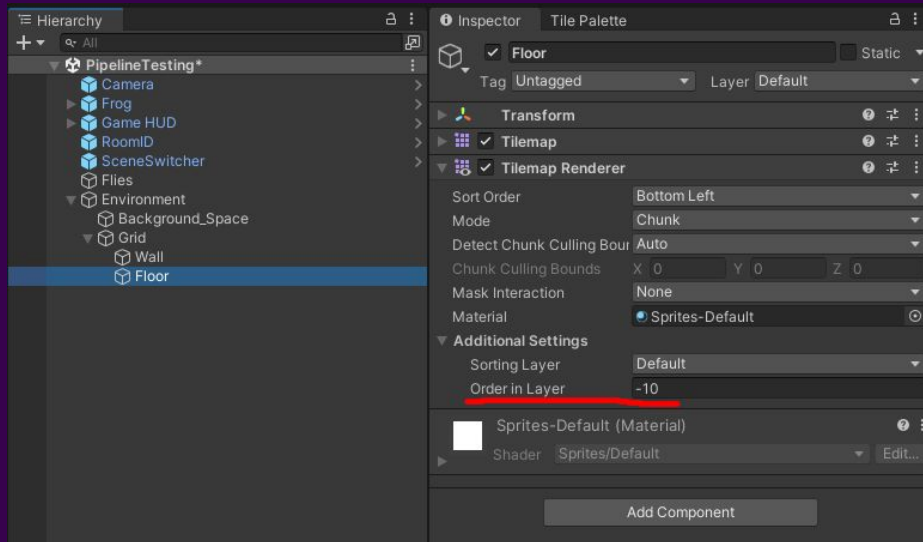 Hierarchy
All
PipelineTesting*
Camera
Frog
Game HUD
RoomID
SceneSwitcher
Flies
Environment
Background_Space
Grid
Wall
Floor
Inspector Tile Palette
Floor Static
Tag Untagged Layer Default
Transform
Tilemap
Tilemap Renderer
Sort Order Bottom Left
Mode Chunk
Detect Chunk Culling Bour Auto
Chunk Culling Bounds X 0 Y 0 Z 0
Mask Interaction None
Material Sprites-Default
Additional Settings
Sorting Layer Default
Order in Layer -10
Sprites-Default (Material)
Shader Sprites/Default Edit...
Add Component